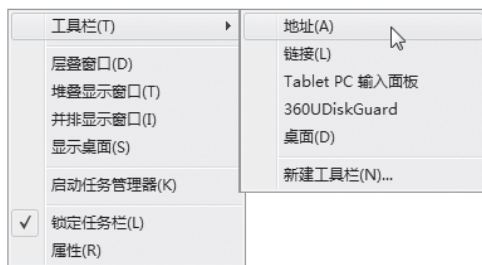 工具栏(T)
层叠窗口(D)
堆叠显示窗口(T)
并排显示窗口(I)
显示桌面(S)
启动任务管理器(K)
锁定任务栏(L)
属性(R)
地址(A)
链接(L)
Tablet PC 输入面板
360UDiskGuard
桌面(D)
新建工具栏(N)...